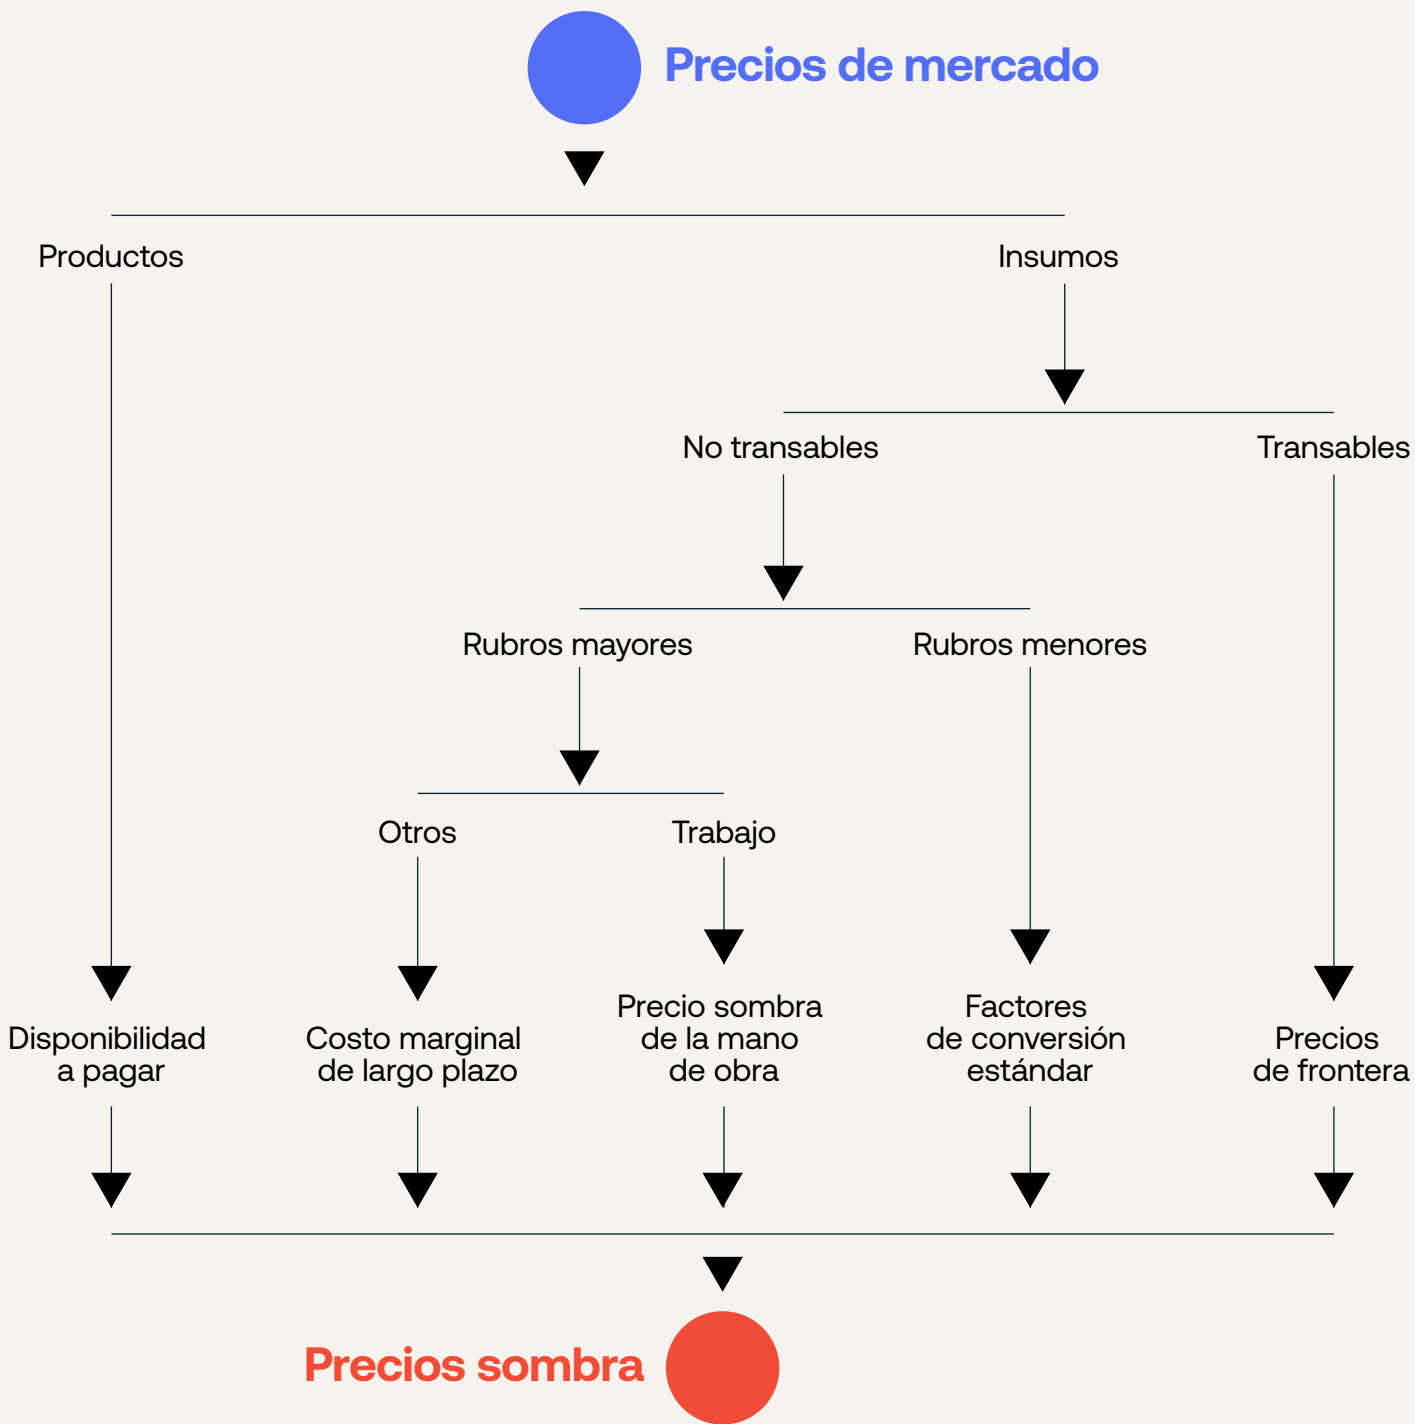 Precios de mercado
Productos
Insumos
No transables
Transables
Rubros mayores
Rubros menores
Otros
Trabajo
Disponibilidad
a pagar
Costo marginal
de largo plazo
Precio sombra
de la mano
de obra
Factores
de conversión
estándar
Precios
de frontera
Precios sombra